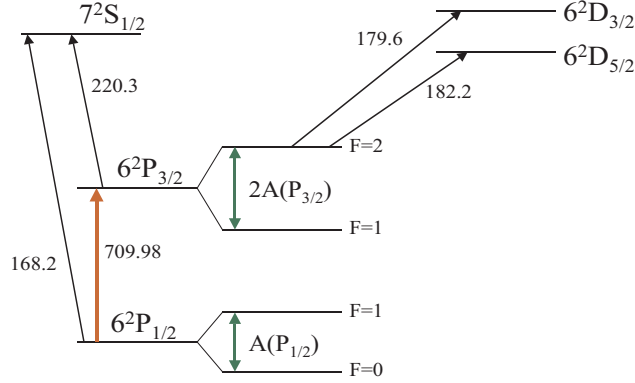 7²S₁/₂
6²D₃/₂
179.6
6²D₅/₂
220.3
182.2
F=2
6²P₃/₂
2A(P₃/₂)
F=1
168.2
709.98
F=1
6²P₁/₂
A(P₁/₂)
F=0